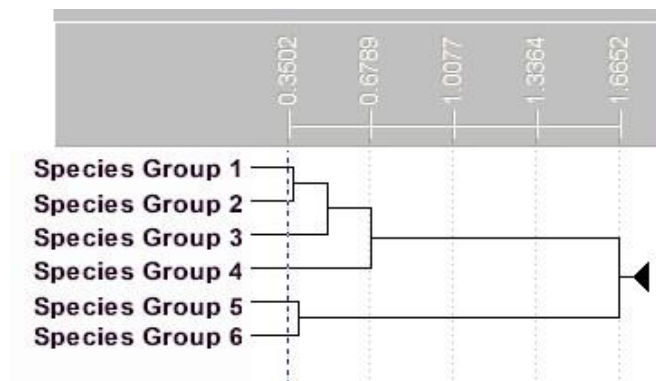 0.3502
0.6789
1.0077
1.3364
1.6652
Species Group 1
Species Group 2
Species Group 3
Species Group 4
Species Group 5
Species Group 6